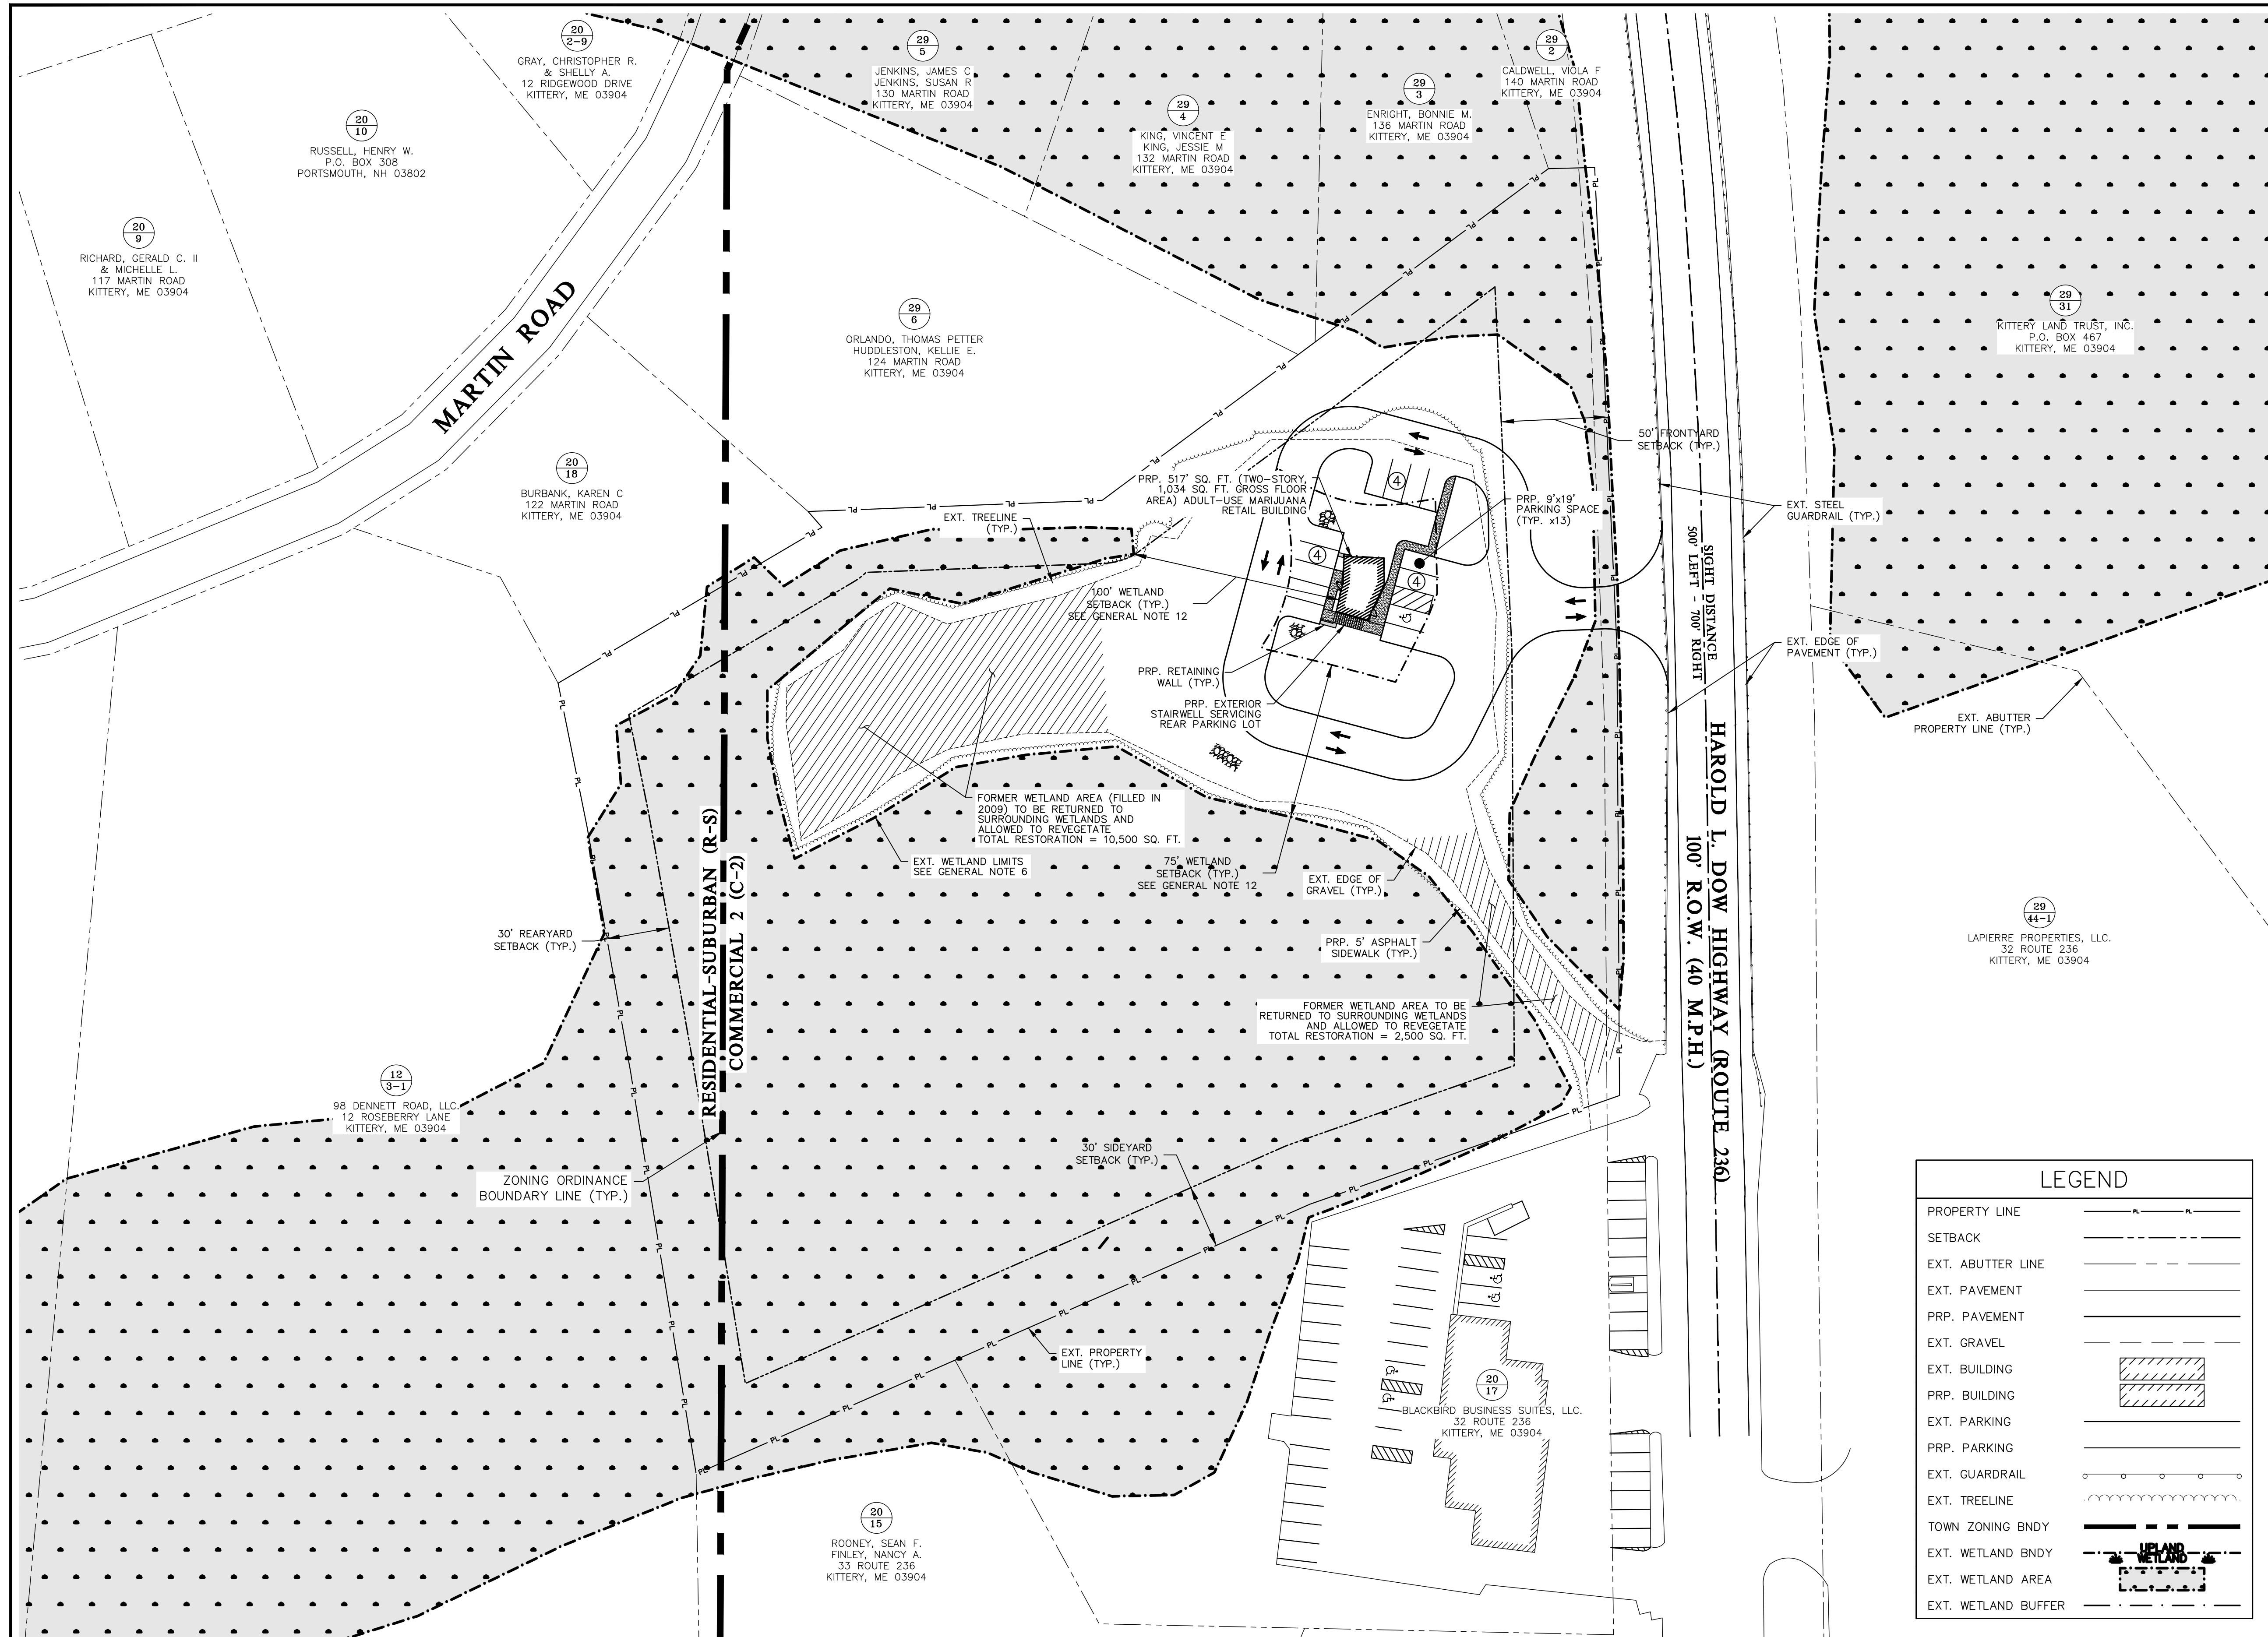 20
2-9
GRAY, CHRISTOPHER R.
& SHELLY A.
12 RIDGEWOOD DRIVE
KITTERY, ME 03904
29
5
JENKINS, JAMES C
JENKINS, SUSAN R
130 MARTIN ROAD
KITTERY, ME 03904
29
4
KING, VINCENT E
KING, JESSIE M
132 MARTIN ROAD
KITTERY, ME 03904
29
3
ENRIGHT, BONNIE M.
136 MARTIN ROAD
KITTERY, ME 03904
29
2
CALDWELL, VIOLA F
140 MARTIN ROAD
KITTERY, ME 03904
20
10
RUSSELL, HENRY W.
P.O. BOX 308
PORTSMOUTH, NH 03802
20
9
RICHARD, GERALD C. II
& MICHELLE L.
117 MARTIN ROAD
KITTERY, ME 03904
MARTIN ROAD
29
6
ORLANDO, THOMAS PETTER
HUDDLESTON, KELLIE E.
124 MARTIN ROAD
KITTERY, ME 03904
29
31
KITTERY LAND TRUST, INC.
P.O. BOX 467
KITTERY, ME 03904
20
18
BURBANK, KAREN C
122 MARTIN ROAD
KITTERY, ME 03904
50' FRONTYARD
SETBACK (TYP.)
PRP. 517' SQ. FT. (TWO-STORY,
1,034 SQ. FT. GROSS FLOOR
AREA) ADULT-USE MARIJUANA
RETAIL BUILDING
PRP. 9'x19'
PARKING SPACE
(TYP. x13)
4
4
4
EXT. TREELINE
(TYP.)
EXT. STEEL
GUARDRAIL (TYP.)
SIGHT DISTANCE
500' LEFT - 700' RIGHT
100' WETLAND
SETBACK (TYP.)
SEE GENERAL NOTE 12
PRP. RETAINING
WALL (TYP.)
PRP. EXTERIOR
STAIRWELL SERVICING
REAR PARKING LOT
EXT. EDGE OF
PAVEMENT (TYP.)
EXT. ABUTTER
PROPERTY LINE (TYP.)
HAROLD L. DOW HIGHWAY (ROUTE 236)
100' R.O.W. (40 M.P.H.)
FORMER WETLAND AREA (FILLED IN
2009) TO BE RETURNED TO
SURROUNDING WETLANDS AND
ALLOWED TO REVEGETATE
TOTAL RESTORATION = 10,500 SQ. FT.
EXT. WETLAND LIMITS
SEE GENERAL NOTE 6
75' WETLAND
SETBACK (TYP.)
SEE GENERAL NOTE 12
EXT. EDGE OF
GRAVEL (TYP.)
RESIDENTIAL-SUBURBAN (R-S)
COMMERCIAL 2 (C-2)
30' REARYARD
SETBACK (TYP.)
PRP. 5' ASPHALT
SIDEWALK (TYP.)
FORMER WETLAND AREA TO BE
RETURNED TO SURROUNDING WETLANDS
AND ALLOWED TO REVEGETATE
TOTAL RESTORATION = 2,500 SQ. FT.
29
44-1
LAPIERRE PROPERTIES, LLC.
32 ROUTE 236
KITTERY, ME 03904
12
3-1
98 DENNETT ROAD, LLC.
12 ROSEBERRY LANE
KITTERY, ME 03904
ZONING ORDINANCE
BOUNDARY LINE (TYP.)
30' SIDEYARD
SETBACK (TYP.)
EXT. PROPERTY
LINE (TYP.)
20
17
BLACKBIRD BUSINESS SUITES, LLC.
32 ROUTE 236
KITTERY, ME 03904
20
15
ROONEY, SEAN F.
FINLEY, NANCY A.
33 ROUTE 236
KITTERY, ME 03904
LEGEND
PROPERTY LINE PL PL
SETBACK
EXT. ABUTTER LINE
EXT. PAVEMENT
PRP. PAVEMENT
EXT. GRAVEL
EXT. BUILDING
PRP. BUILDING
EXT. PARKING
PRP. PARKING
EXT. GUARDRAIL
EXT. TREELINE
TOWN ZONING BNDY
EXT. WETLAND BNDY UPLAND
WETLAND
EXT. WETLAND AREA
EXT. WETLAND BUFFER